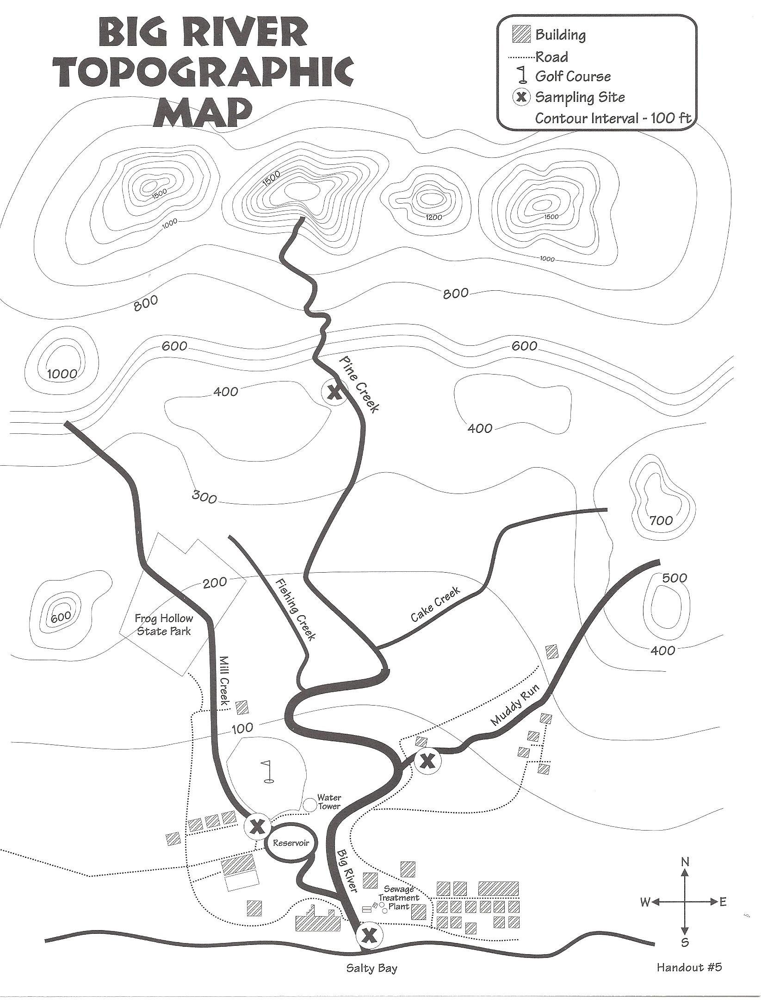 BIG RIVER
TOPOGRAPHIC
MAP
Building
Road
Golf Course
X Sampling Site
Contour Interval - 100 ft
1500
1500
1200
1500
1000
1000
800
800
600
600
1000
Pine Creek
X
400
400
300
700
200
Fishing Creek
Cake Creek
500
600
Frog Hollow
State Park
400
Mill Creek
Muddy Run
100
X
Water
Tower
X
Reservoir
Big River
Sewage
Treatment
Plant
N
W E
S
X
Salty Bay
Handout #5